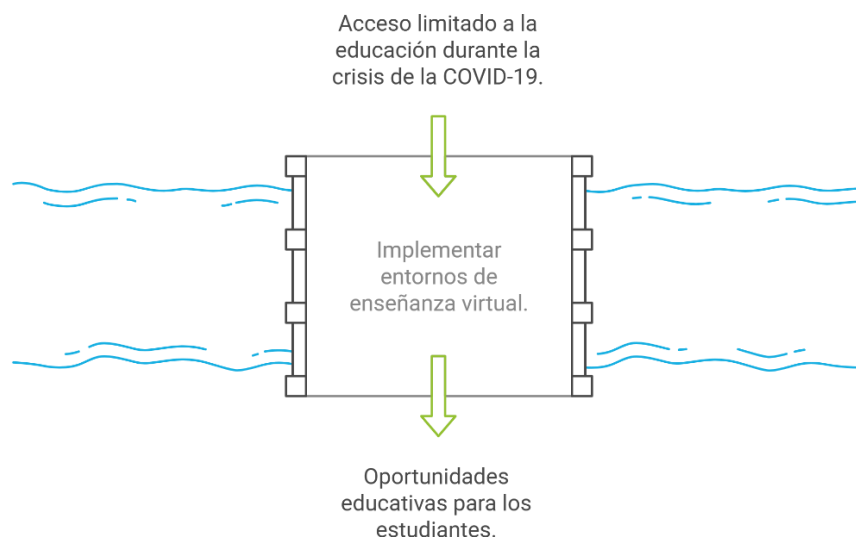 Acceso limitado a la
educación durante la
crisis de la COVID-19.
Implementar
entornos de
enseñanza virtual.
Oportunidades
educativas para los
estudiantes.